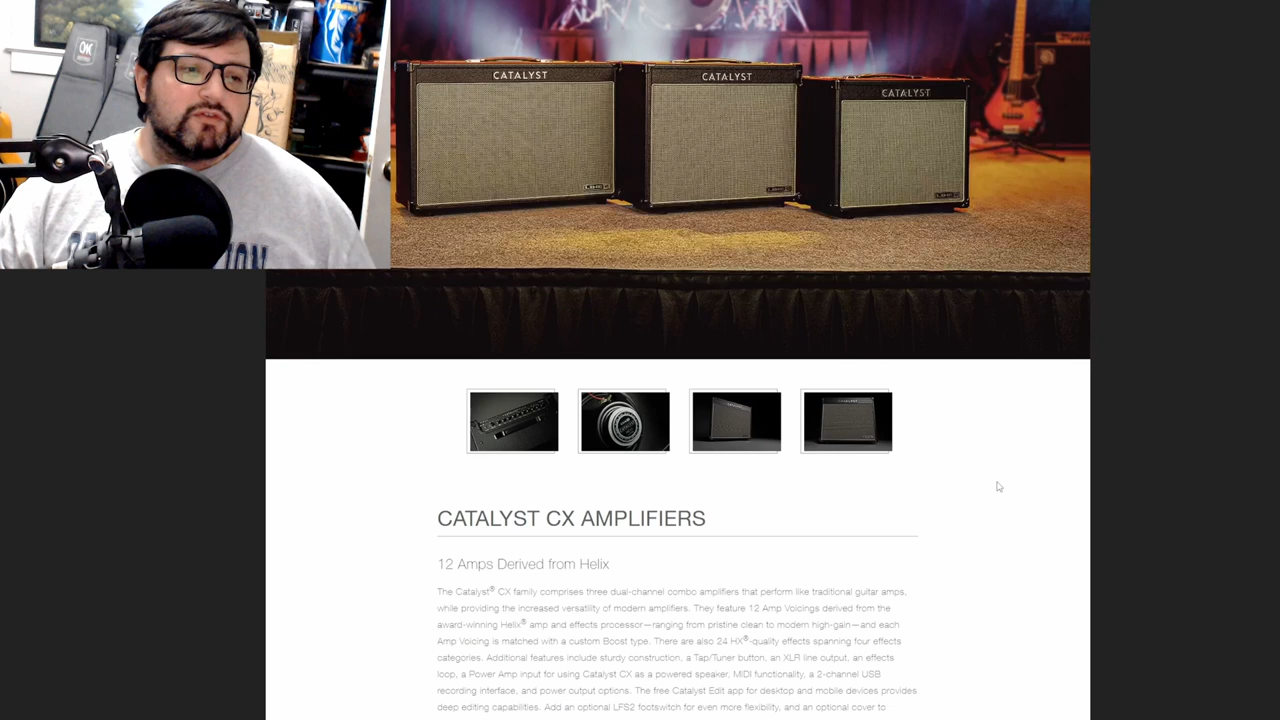 CATALYST
CATALYST
CATALYST
LINE 6
CATALYST CX AMPLIFIERS
12 Amps Derived from Helix
The Catalyst® CX family comprises three dual-channel combo amplifiers that perform like traditional guitar amps,
while providing the increased versatility of modern amplifiers. They feature 12 Amp Voicings derived from the
award-winning Helix® amp and effects processor—ranging from pristine clean to modern high-gain—and each
Amp Voicing is matched with a custom Boost type. There are also 24 HX®-quality effects spanning four effects
categories. Additional features include sturdy construction, a Tap/Tuner button, an XLR line output, an effects
loop, a Power Amp input for using Catalyst CX as a powered speaker, MIDI functionality, a 2-channel USB
recording interface, and power output options. The free Catalyst Edit app for desktop and mobile devices provides
deep editing capabilities. Add an optional LFS2 footswitch for even more flexibility, and an optional cover to